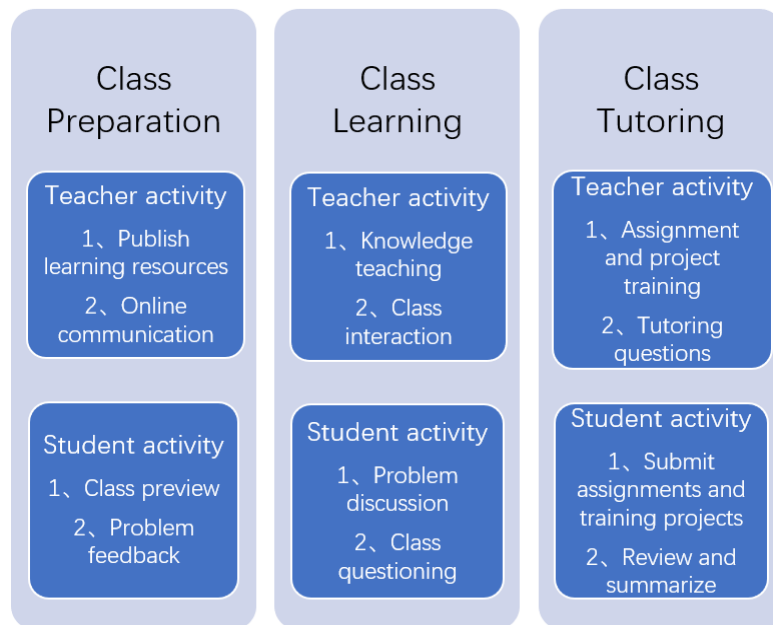 Class
Preparation
Teacher activity
1、Publish
learning resources
2、Online
communication
Student activity
1、Class preview
2、Problem
feedback
Class
Learning
Teacher activity
1、Knowledge
teaching
2、Class
interaction
Student activity
1、Problem
discussion
2、Class
questioning
Class
Tutoring
Teacher activity
1、Assignment
and project
training
2、Tutoring
questions
Student activity
1、Submit
assignments and
training projects
2、Review and
summarize